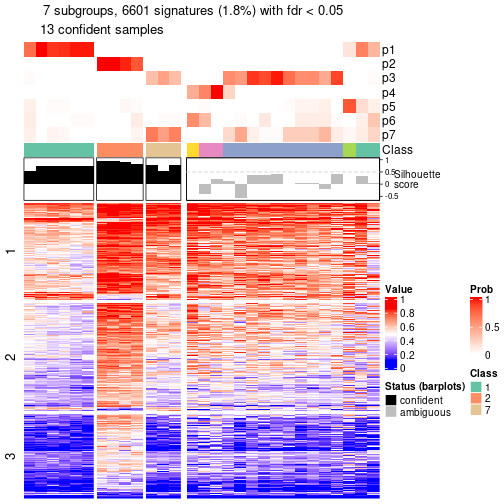 7 subgroups, 6601 signatures (1.8%) with fdr < 0.05
13 confident samples
p1
p2
p3
p4
p5
p6
p7
Class
1
0.5
0
-0.5
Silhouette
score
1
2
3
Value
1
0.8
0.6
0.4
0.2
0
Status (barplots)
confident
ambiguous
Prob
1
0.5
0
Class
1
2
7